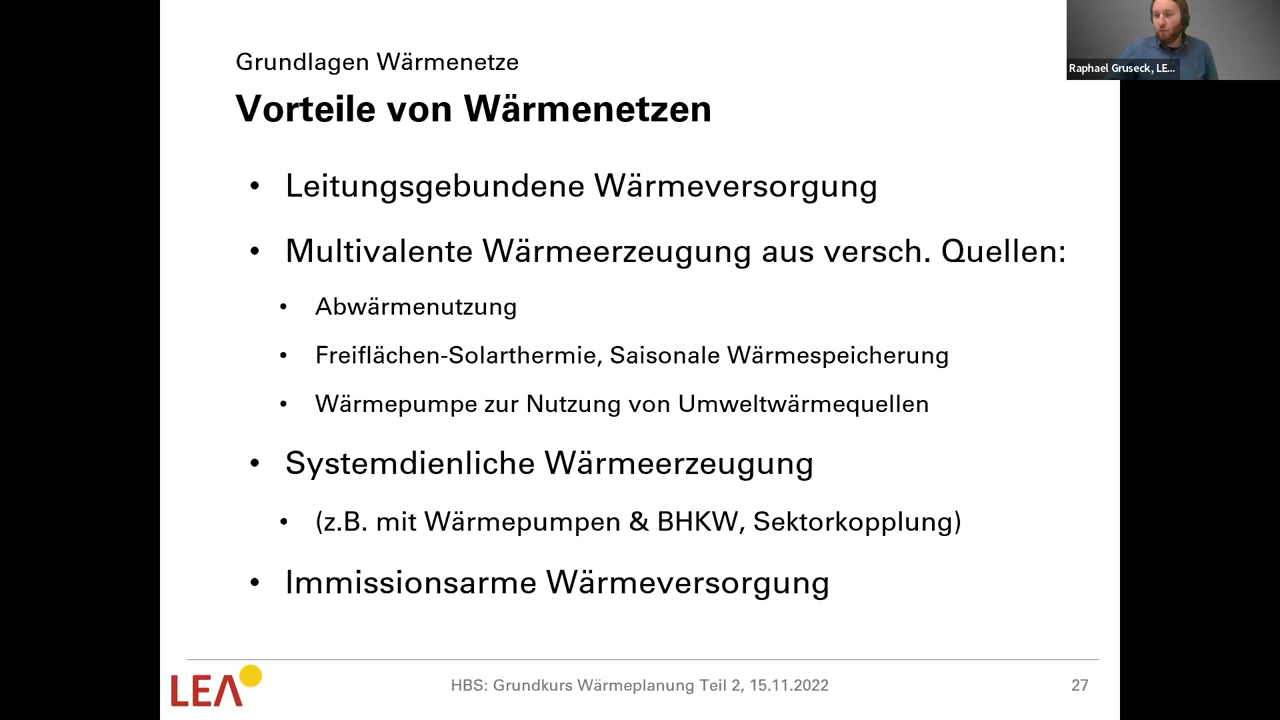 Grundlagen Wärmenetze
Vorteile von Wärmenetzen
• Leitungsgebundene Wärmeversorgung
• Multivalente Wärmeerzeugung aus versch. Quellen:
• Abwärmenutzung
• Freiflächen-Solarthermie, Saisonale Wärmespeicherung
• Wärmepumpe zur Nutzung von Umweltwärmequellen
• Systemdienliche Wärmeerzeugung
• (z.B. mit Wärmepumpen & BHKW, Sektorkopplung)
• Immissionsarme Wärmeversorgung
LEA
HBS: Grundkurs Wärmeplanung Teil 2, 15.11.2022
27
Raphael Gruseck, LE...